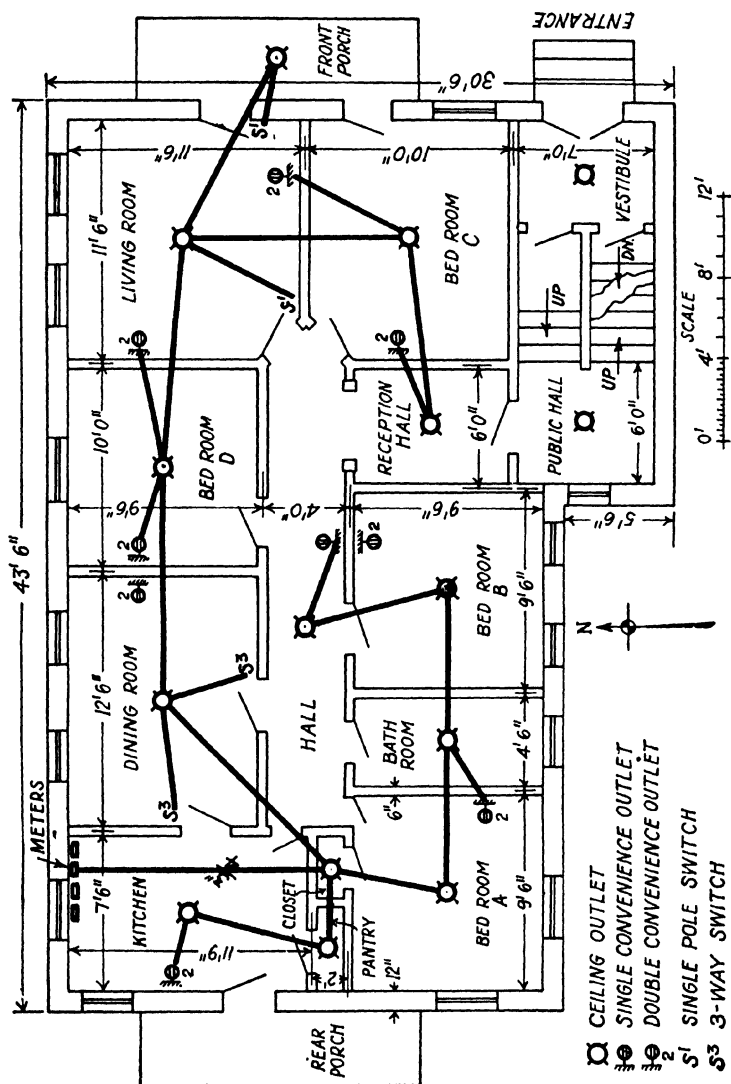 43' 6"
30' 6"
METERS
7' 6"
12' 6"
10' 0"
11' 6"
KITCHEN
DINING ROOM
BED ROOM
D
LIVING ROOM
11' 6"
11' 9"
9' 6"
4' 0"
10' 0"
7' 0"
2
2
2
2
2
2
2
S³
S³
S¹
S¹
FRONT
PORCH
REAR
PORCH
CLOSET
PANTRY
2'
12"
HALL
6"
BATH
ROOM
BED ROOM
A
BED ROOM
B
BED ROOM
C
RECEPTION
HALL
6' 0"
9' 6"
4' 6"
9' 6"
9' 6"
5' 6"
PUBLIC HALL
6' 0"
UP
UP
DN.
VESTIBULE
ENTRANCE
N
SCALE
0' 4' 8' 12'
CEILING OUTLET
SINGLE CONVENIENCE OUTLET
2 DOUBLE CONVENIENCE OUTLET
S¹ SINGLE POLE SWITCH
S³ 3-WAY SWITCH